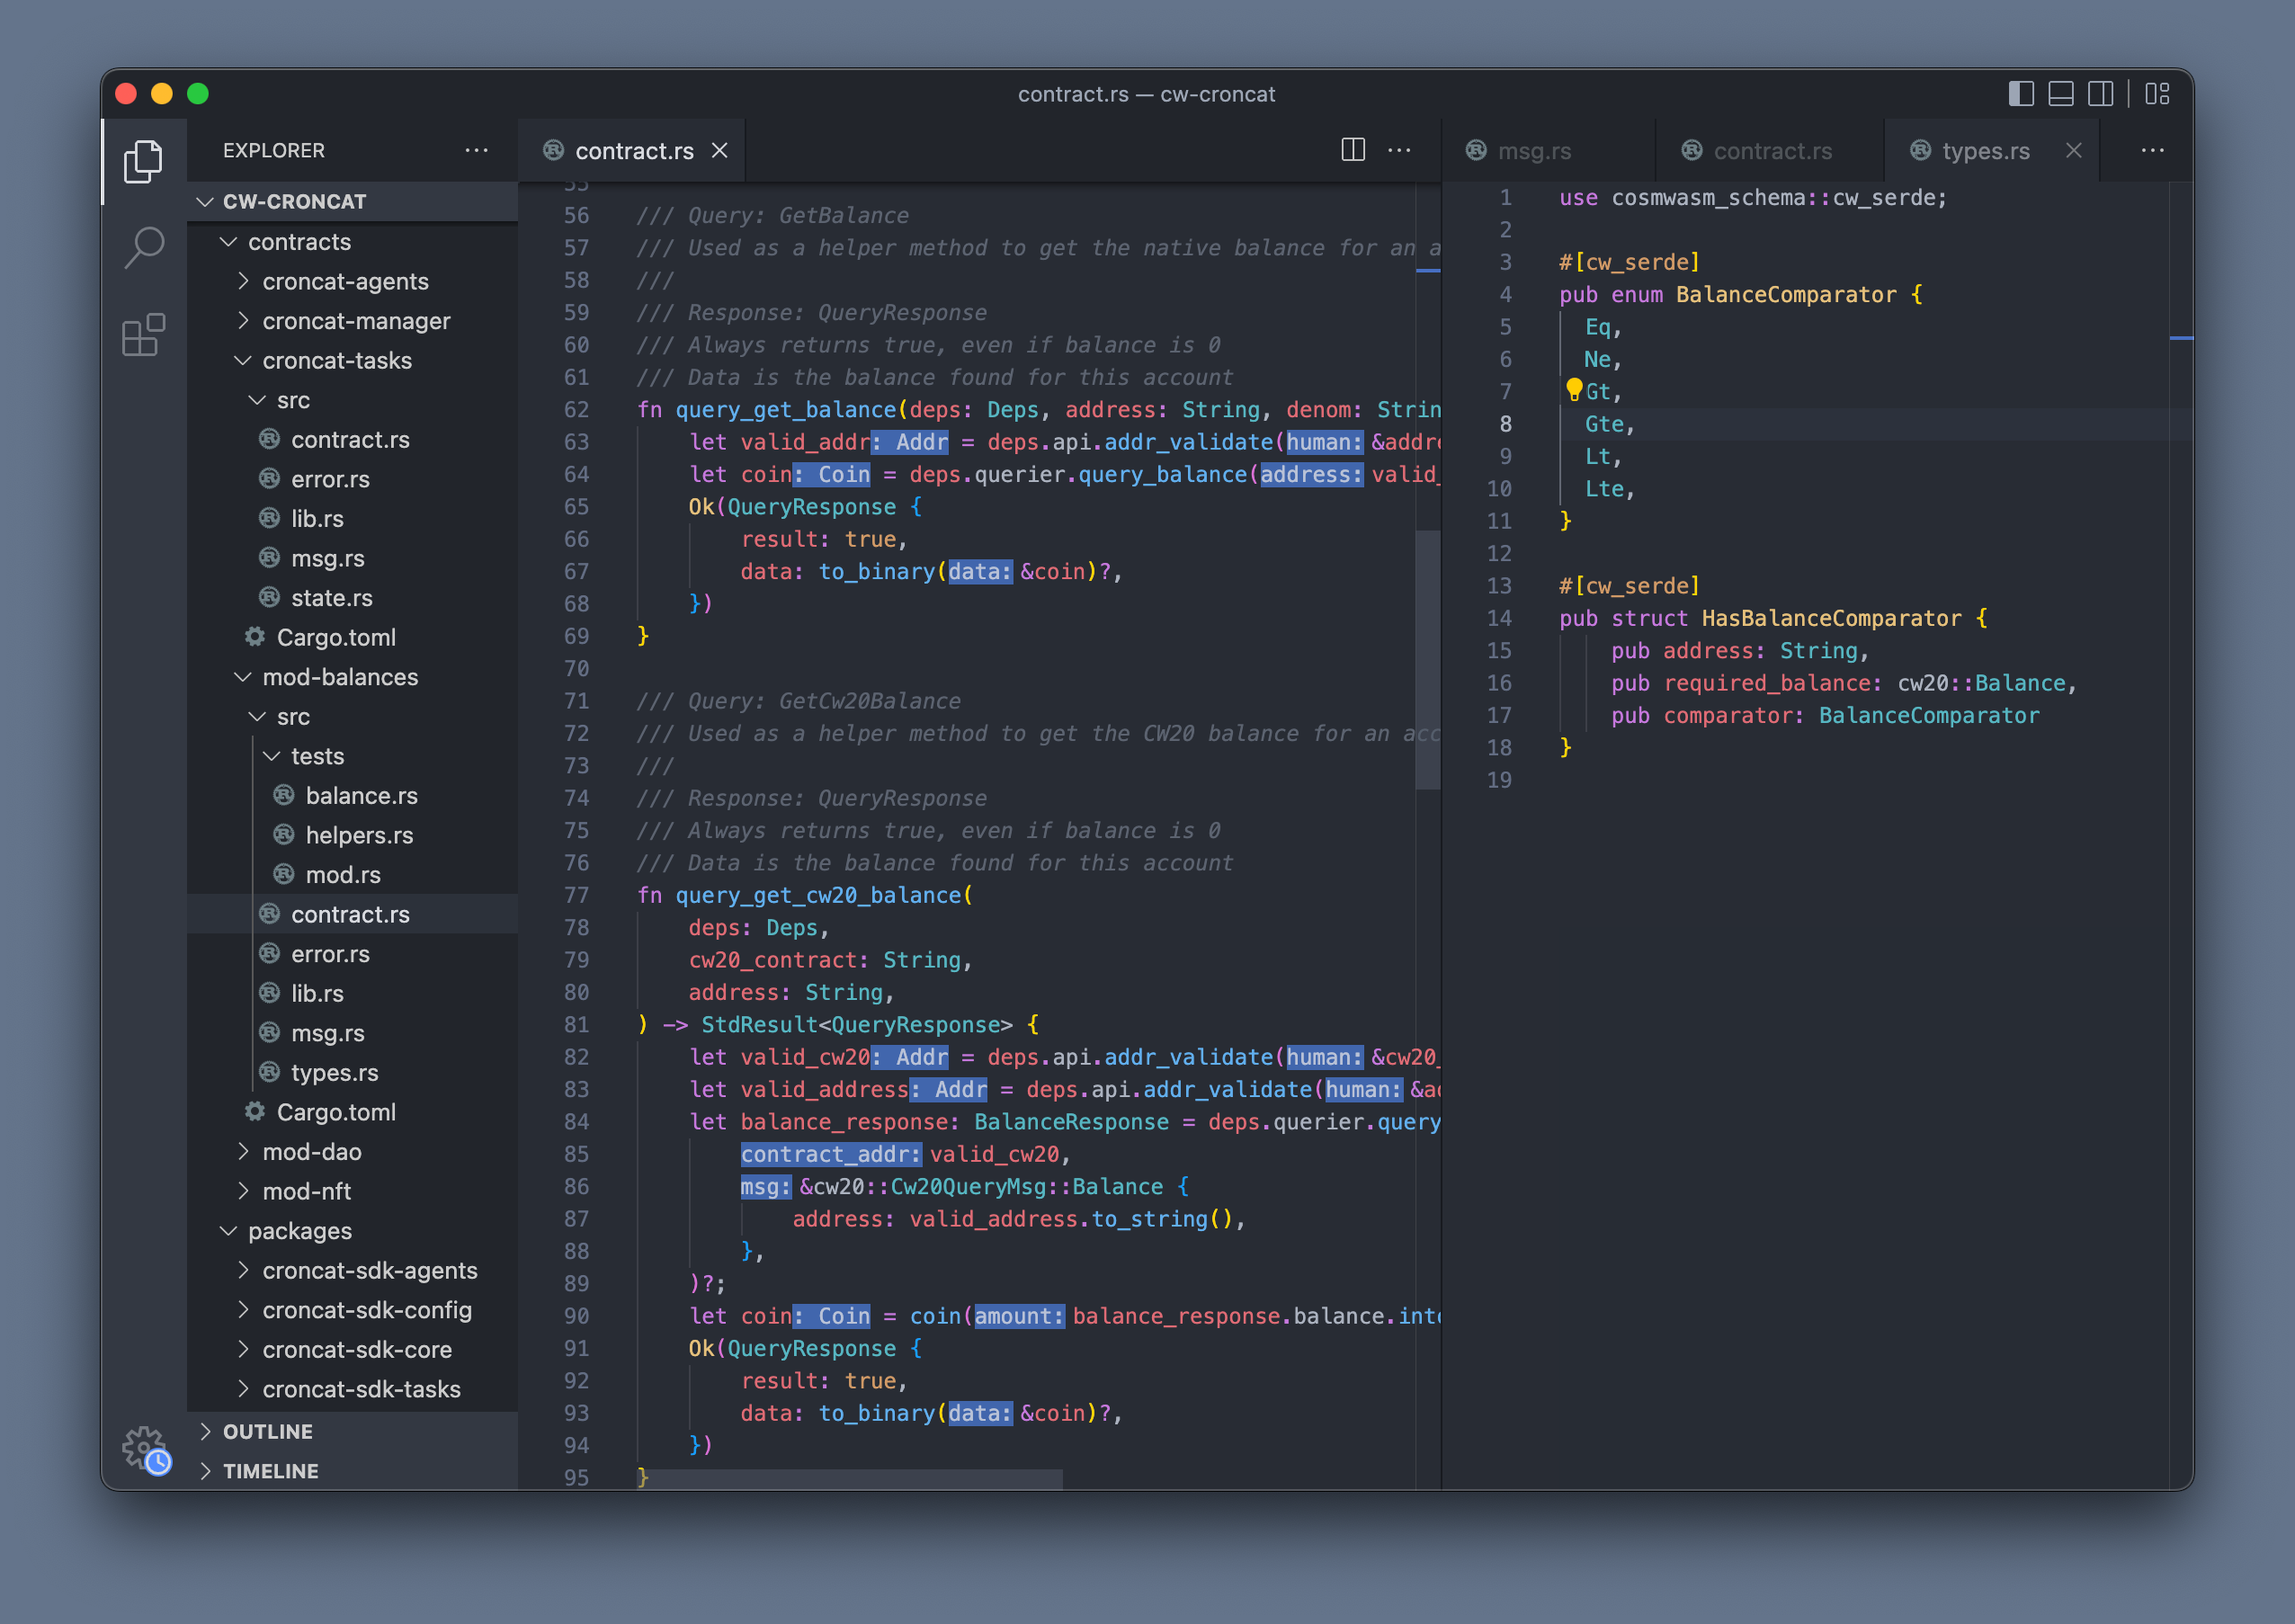 contract.rs — cw-croncat
EXPLORER
CW-CRONCAT
contracts
croncat-agents
croncat-manager
croncat-tasks
src
contract.rs
error.rs
lib.rs
msg.rs
state.rs
Cargo.toml
mod-balances
src
tests
balance.rs
helpers.rs
mod.rs
contract.rs
error.rs
lib.rs
msg.rs
types.rs
Cargo.toml
mod-dao
mod-nft
packages
croncat-sdk-agents
croncat-sdk-config
croncat-sdk-core
croncat-sdk-tasks
OUTLINE
TIMELINE
contract.rs
55
56 /// Query: GetBalance
57 /// Used as a helper method to get the native balance for an a
58 ///
59 /// Response: QueryResponse
60 /// Always returns true, even if balance is 0
61 /// Data is the balance found for this account
62 fn query_get_balance(deps: Deps, address: String, denom: Strin
63 let valid_addr: Addr = deps.api.addr_validate(human: &addre
64 let coin: Coin = deps.querier.query_balance(address: valid_
65 Ok(QueryResponse {
66 result: true,
67 data: to_binary(data: &coin)?,
68 })
69 }
70
71 /// Query: GetCw20Balance
72 /// Used as a helper method to get the CW20 balance for an acc
73 ///
74 /// Response: QueryResponse
75 /// Always returns true, even if balance is 0
76 /// Data is the balance found for this account
77 fn query_get_cw20_balance(
78 deps: Deps,
79 cw20_contract: String,
80 address: String,
81 ) -> StdResult<QueryResponse> {
82 let valid_cw20: Addr = deps.api.addr_validate(human: &cw20_
83 let valid_address: Addr = deps.api.addr_validate(human: &ad
84 let balance_response: BalanceResponse = deps.querier.query
85 contract_addr: valid_cw20,
86 msg: &cw20::Cw20QueryMsg::Balance {
87 address: valid_address.to_string(),
88 },
89 )?;
90 let coin: Coin = coin(amount: balance_response.balance.into
91 Ok(QueryResponse {
92 result: true,
93 data: to_binary(data: &coin)?,
94 })
95 }
msg.rs contract.rs types.rs
1 use cosmwasm_schema::cw_serde;
2
3 #[cw_serde]
4 pub enum BalanceComparator {
5 Eq,
6 Ne,
7 Gt,
8 Gte,
9 Lt,
10 Lte,
11 }
12
13 #[cw_serde]
14 pub struct HasBalanceComparator {
15 pub address: String,
16 pub required_balance: cw20::Balance,
17 pub comparator: BalanceComparator
18 }
19